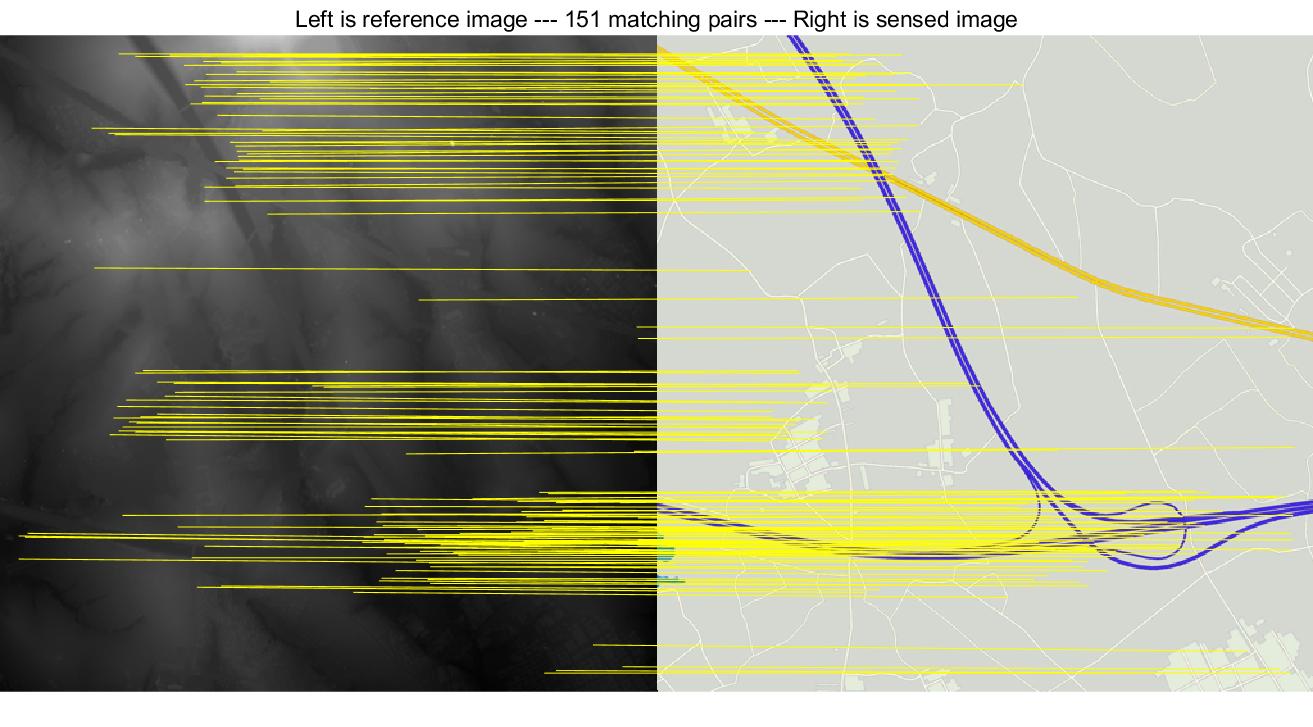 Left is reference image --- 151 matching pairs --- Right is sensed image